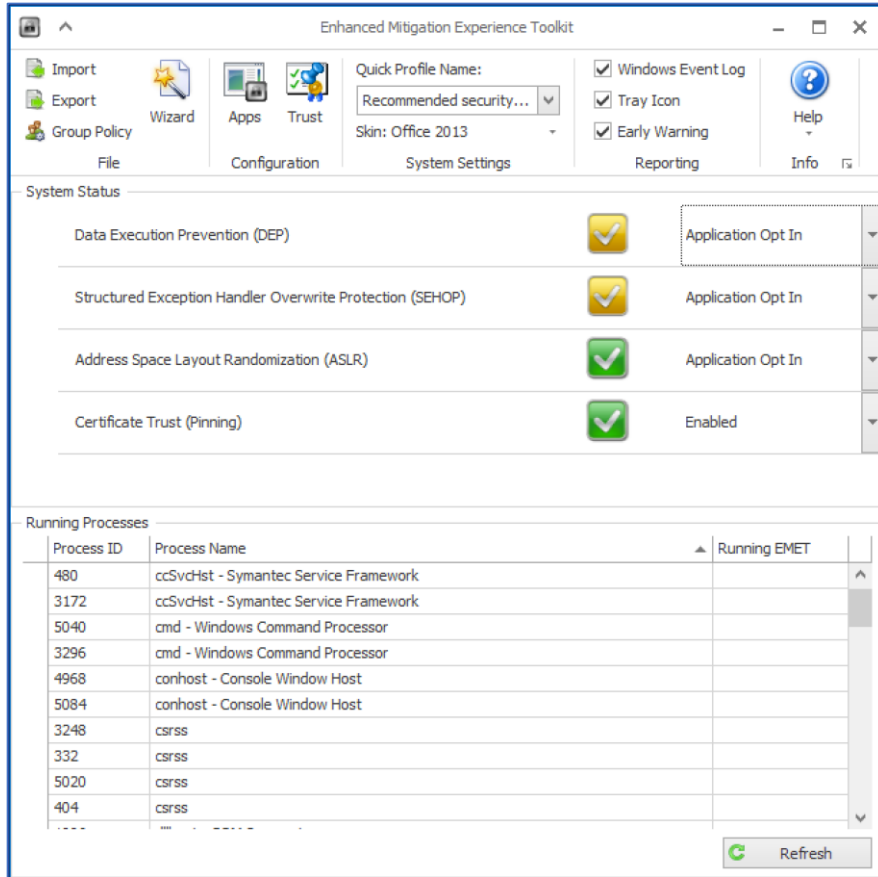 Enhanced Mitigation Experience Toolkit
Import
Export
Group Policy
Wizard
File
Apps
Trust
Configuration
Quick Profile Name:
Recommended security...
Skin: Office 2013
System Settings
Windows Event Log
Tray Icon
Early Warning
Reporting
Help
Info
System Status
Data Execution Prevention (DEP) Application Opt In
Structured Exception Handler Overwrite Protection (SEHOP) Application Opt In
Address Space Layout Randomization (ASLR) Application Opt In
Certificate Trust (Pinning) Enabled
Running Processes
Process ID Process Name Running EMET
480 ccSvcHst - Symantec Service Framework
3172 ccSvcHst - Symantec Service Framework
5040 cmd - Windows Command Processor
3296 cmd - Windows Command Processor
4968 conhost - Console Window Host
5084 conhost - Console Window Host
3248 csrss
332 csrss
5020 csrss
404 csrss
Refresh